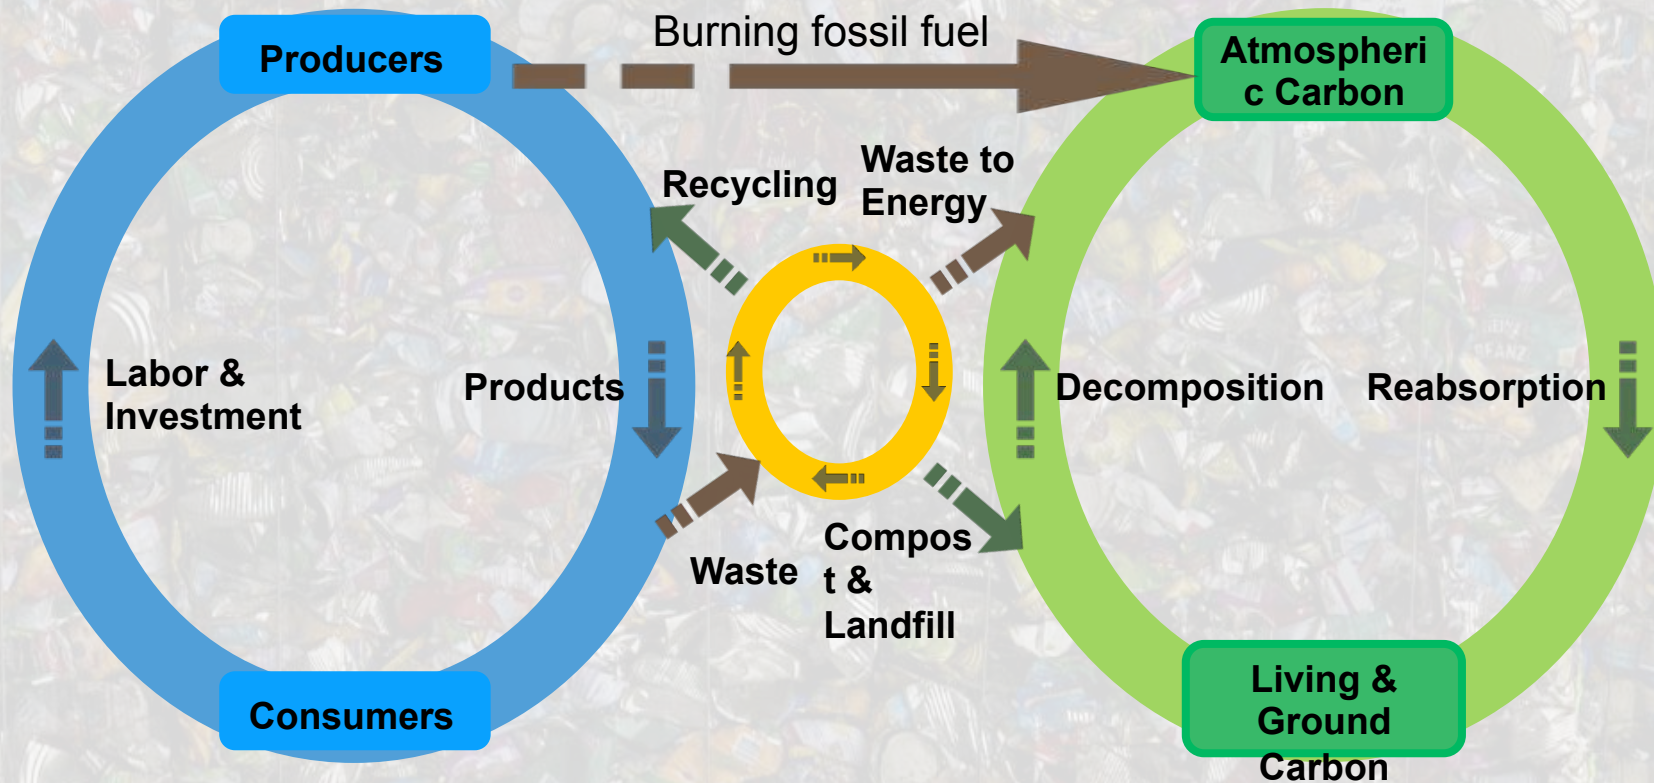 Producers
Burning fossil fuel
Atmospheri
c Carbon
Recycling
Waste to
Energy
Labor &
Investment
Products
Decomposition
Reabsorption
Waste
Compos
t &
Landfill
Consumers
Living &
Ground
Carbon